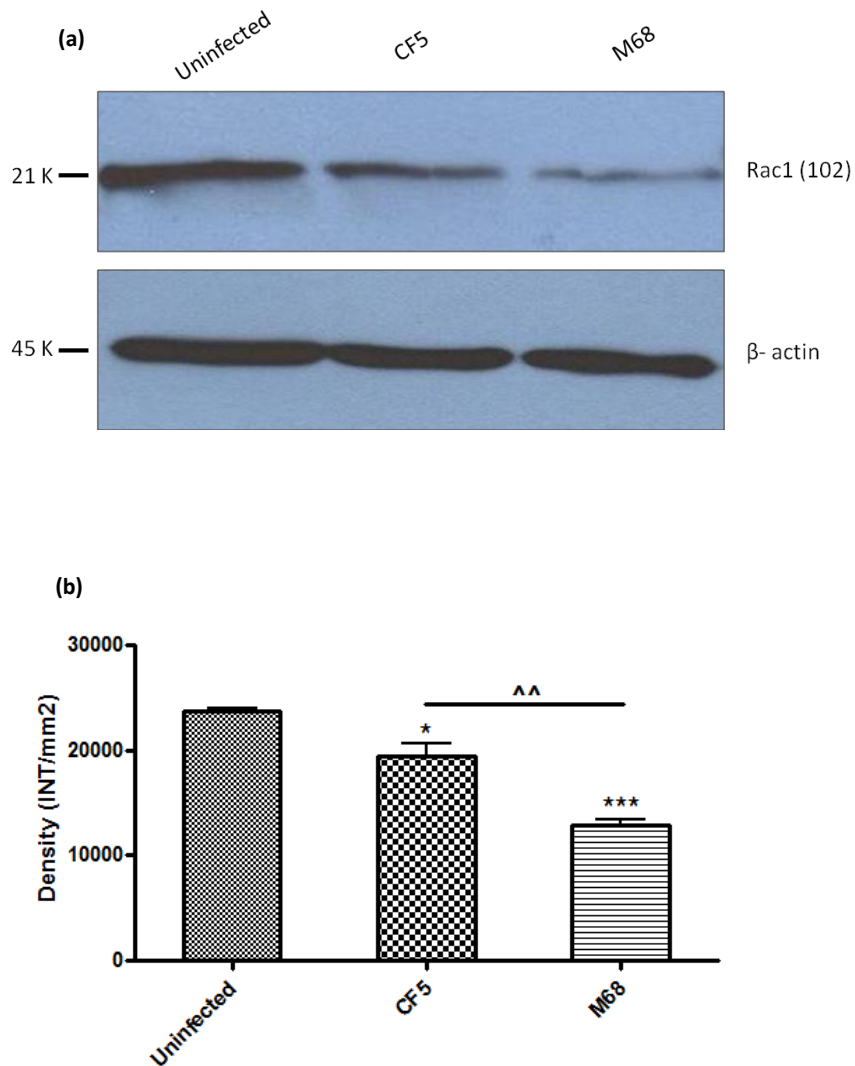 (a)
Uninfected CF5 M68
21 K Rac1 (102)
45 K β- actin
(b)
30000
20000
10000
0
Density (INT/mm2)
^^
*
***
Uninfected CF5 M68